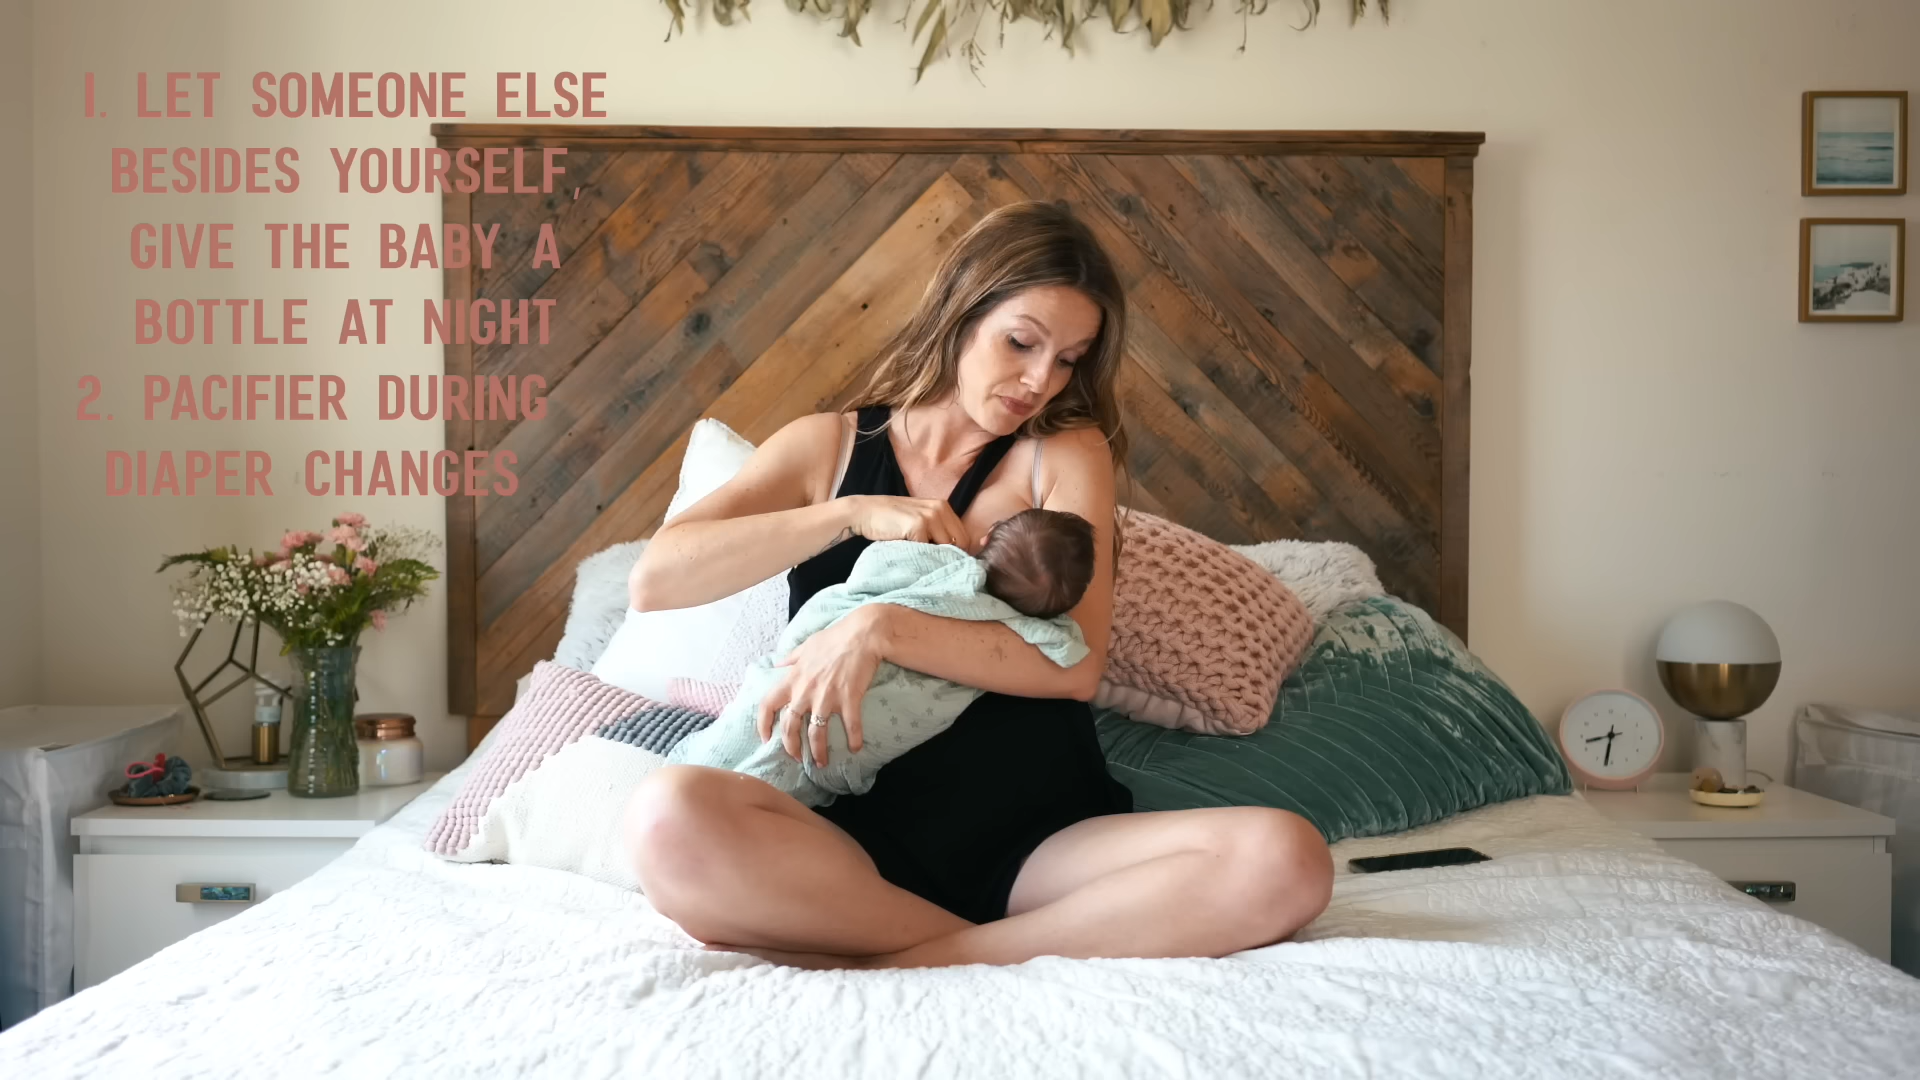 1. LET SOMEONE ELSE
BESIDES YOURSELF,
GIVE THE BABY A
BOTTLE AT NIGHT
2. PACIFIER DURING
DIAPER CHANGES